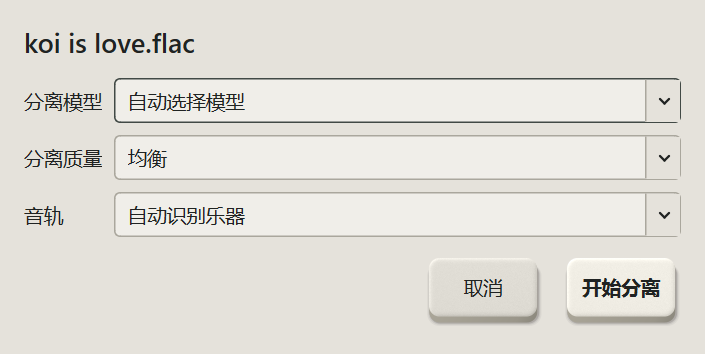 koi is love.flac
分离模型 自动选择模型
分离质量 均衡
音轨 自动识别乐器
取消 开始分离